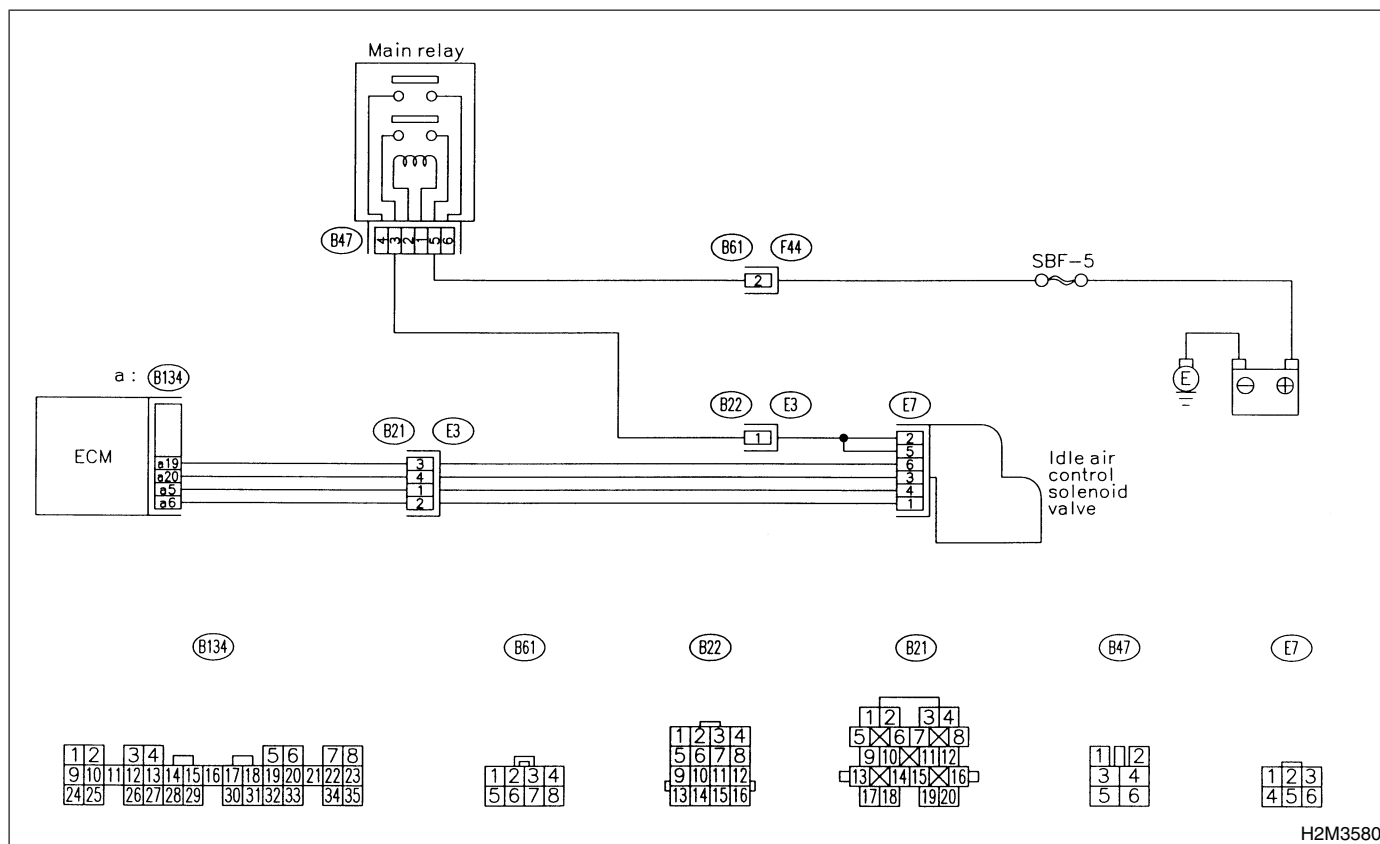 Main relay
B47
4 3 2 1 5 6
B61 F44
2
SBF-5
E
⊖ ⊕
a : B134
ECM
a19
a20
a5
a6
B21 E3
3
4
1
2
B22 E3
1
E7
2
5
6
3
4
1
Idle air
control
solenoid
valve
B134
1 2 3 4 5 6 7 8
9 10 11 12 13 14 15 16 17 18 19 20 21 22 23
24 25 26 27 28 29 30 31 32 33 34 35
B61
1 2 3 4
5 6 7 8
B22
1 2 3 4
5 6 7 8
9 10 11 12
13 14 15 16
B21
1 2 3 4
5 6 7 8
9 10 11 12
13 14 15 16
17 18 19 20
B47
1 2
3 4
5 6
E7
1 2 3
4 5 6
H2M3580